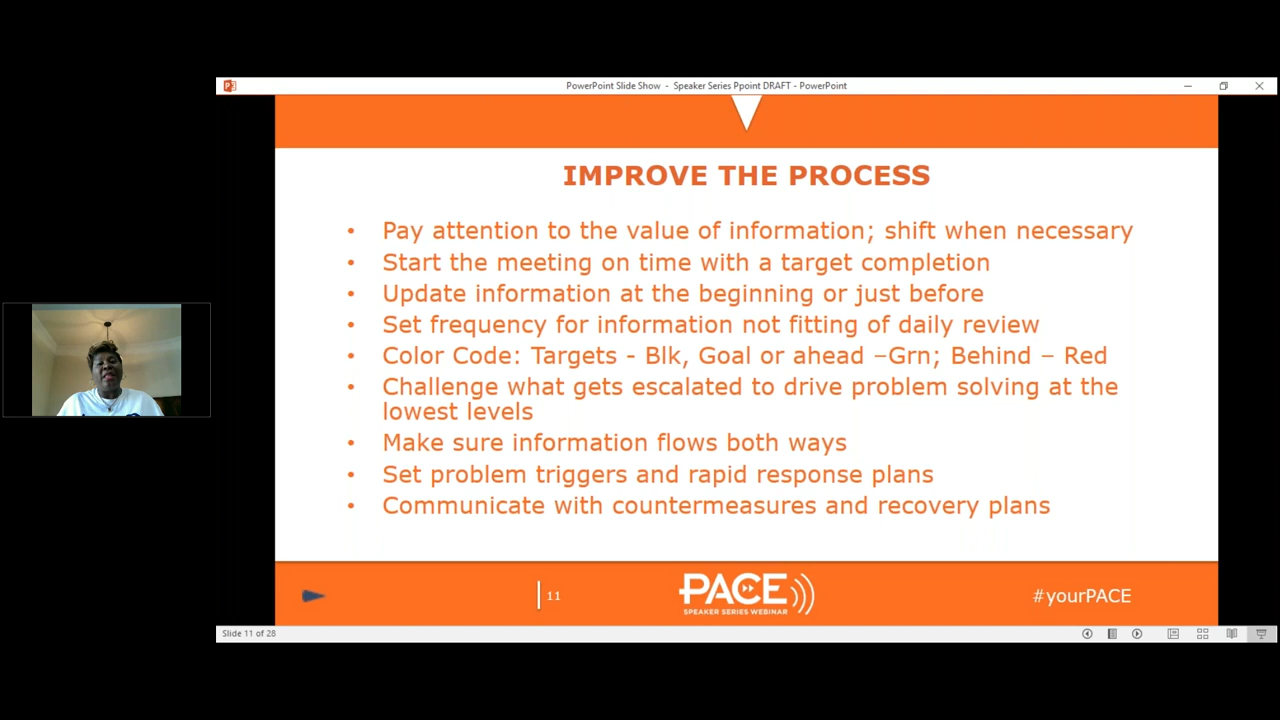 PowerPoint Slide Show - Speaker Series Ppoint DRAFT - PowerPoint
IMPROVE THE PROCESS
• Pay attention to the value of information; shift when necessary
• Start the meeting on time with a target completion
• Update information at the beginning or just before
• Set frequency for information not fitting of daily review
• Color Code: Targets - Blk, Goal or ahead –Grn; Behind – Red
• Challenge what gets escalated to drive problem solving at the
lowest levels
• Make sure information flows both ways
• Set problem triggers and rapid response plans
• Communicate with countermeasures and recovery plans
11
PACE
SPEAKER SERIES WEBINAR
#yourPACE
Slide 11 of 28